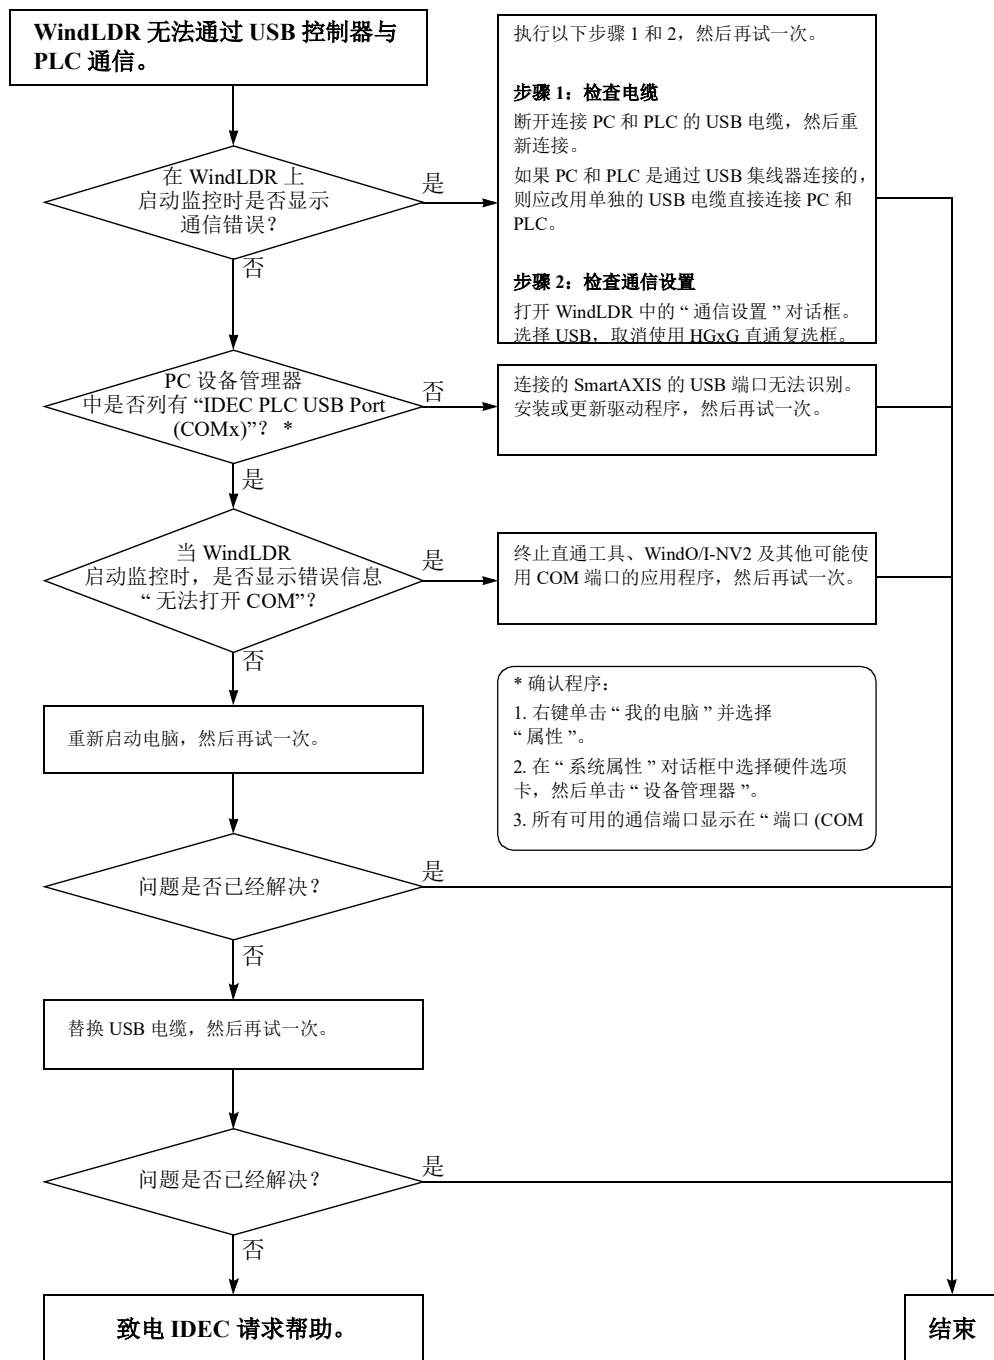 WindLDR 无法通过 USB 控制器与
PLC 通信。
在 WindLDR 上
启动监控时是否显示
通信错误？
是
否
执行以下步骤 1 和 2，然后再试一次。
步骤 1：检查电缆
断开连接 PC 和 PLC 的 USB 电缆，然后重
新连接。
如果 PC 和 PLC 是通过 USB 集线器连接的，
则应改用单独的 USB 电缆直接连接 PC 和
PLC。
步骤 2：检查通信设置
打开 WindLDR 中的 “ 通信设置 ” 对话框。
选择 USB，取消使用 HGxG 直通复选框。
PC 设备管理器
中是否列有 “IDEC PLC USB Port
(COMx)”？ *
否
是
连接的 SmartAXIS 的 USB 端口无法识别。
安装或更新驱动程序，然后再试一次。
当 WindLDR
启动监控时，是否显示错误信息
“ 无法打开 COM”？
是
否
终止直通工具、WindO/I-NV2 及其他可能使
用 COM 端口的应用程序，然后再试一次。
重新启动电脑，然后再试一次。
* 确认程序：
1. 右键单击 “ 我的电脑 ” 并选择
“ 属性 ”。
2. 在 “ 系统属性 ” 对话框中选择硬件选项
卡，然后单击 “ 设备管理器 ”。
3. 所有可用的通信端口显示在 “ 端口 (COM
问题是否已经解决？
是
否
替换 USB 电缆，然后再试一次。
问题是否已经解决？
是
否
致电 IDEC 请求帮助。
结束